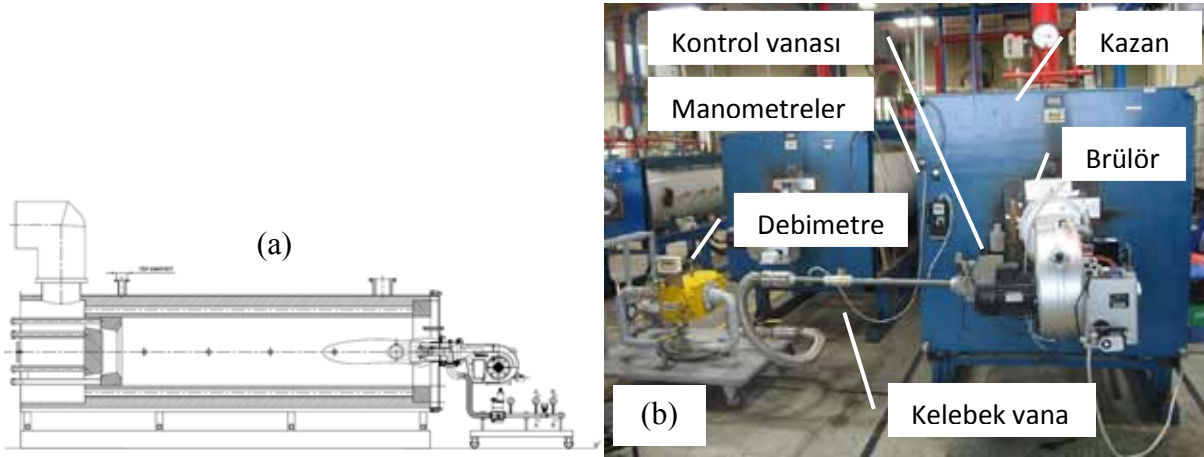 (a)
Kontrol vanası
Kazan
Manometreler
Brülör
Debimetre
(b)
Kelebek vana